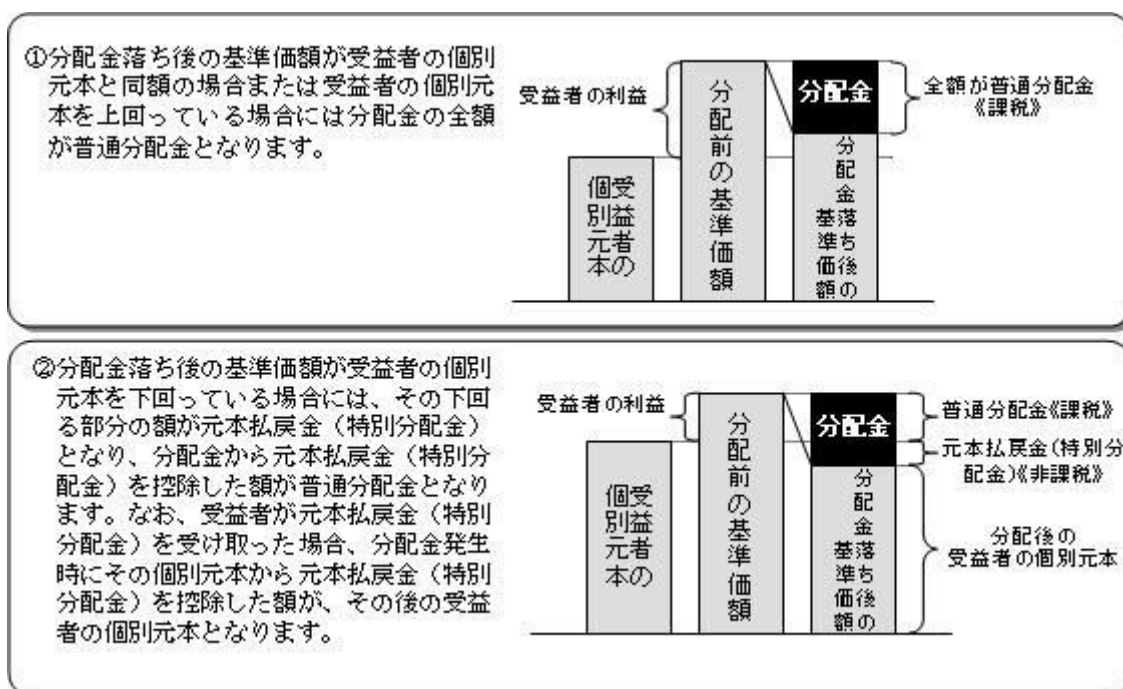 ①分配金落ち後の基準価額が受益者の個別
元本と同額の場合または受益者の個別元
本を上回っている場合には分配金の全額
が普通分配金となります。
受益者の利益
受益者の
個別元本
分配前の基準価額
分配金
分配金落ち後の
基準価額
全額が普通分配金
《課税》
②分配金落ち後の基準価額が受益者の個別
元本を下回っている場合には、その下回
る部分の額が元本払戻金（特別分配金）
となり、分配金から元本払戻金（特別分
配金）を控除した額が普通分配金となり
ます。なお、受益者が元本払戻金（特別
分配金）を受け取った場合、分配金発生
時にその個別元本から元本払戻金（特別
分配金）を控除した額が、その後の受益
者の個別元本となります。
受益者の利益
受益者の
個別元本
分配前の基準価額
分配金
分配金落ち後の
基準価額
普通分配金《課税》
元本払戻金(特別分
配金)《非課税》
分配後の
受益者の個別元本